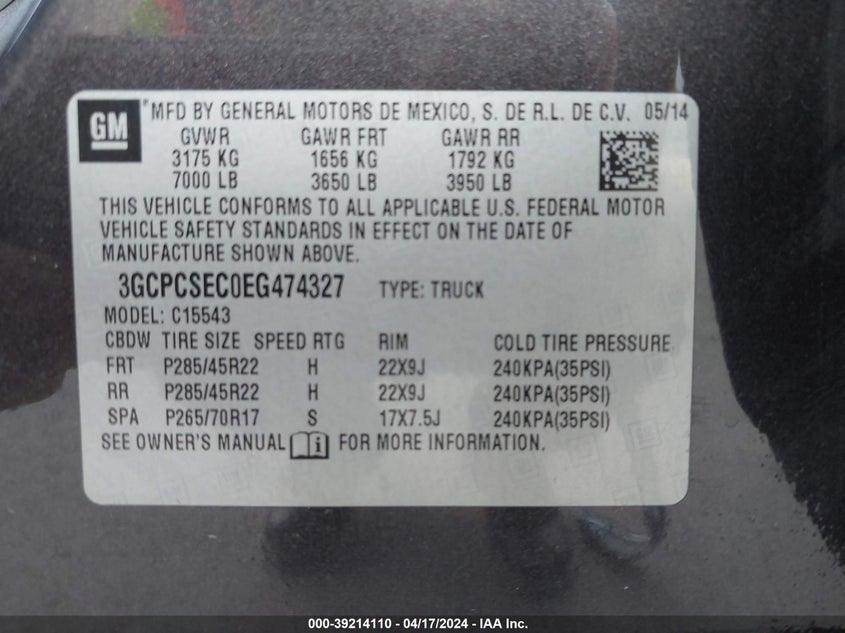 GM ® MFD BY GENERAL MOTORS DE MEXICO, S. DE R.L. DE C.V. 05/14
GVWR GAWR FRT GAWR RR
3175 KG 1656 KG 1792 KG
7000 LB 3650 LB 3950 LB
THIS VEHICLE CONFORMS TO ALL APPLICABLE U.S. FEDERAL MOTOR
VEHICLE SAFETY STANDARDS IN EFFECT ON THE DATE OF
MANUFACTURE SHOWN ABOVE.
3GCPCSEC0EG474327 TYPE: TRUCK
MODEL: C15543
CBDW TIRE SIZE SPEED RTG RIM COLD TIRE PRESSURE
FRT P285/45R22 H 22X9J 240KPA(35PSI)
RR P285/45R22 H 22X9J 240KPA(35PSI)
SPA P265/70R17 S 17X7.5J 240KPA(35PSI)
SEE OWNER'S MANUAL FOR MORE INFORMATION.
000-39214110 - 04/17/2024 - IAA Inc.